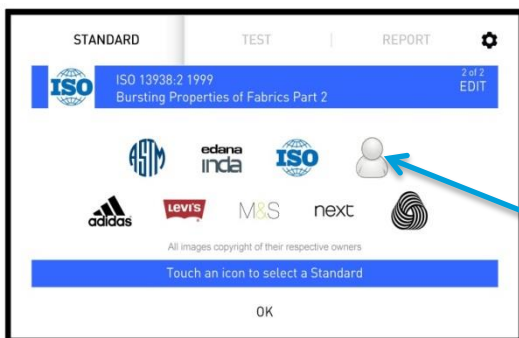 STANDARD TEST REPORT
ISO ISO 13938:2 1999 2 of 2
Bursting Properties of Fabrics Part 2 EDIT
ASTM edana inda ISO
adidas LEVI'S M&S next
All images copyright of their respective owners
Touch an icon to select a Standard
OK